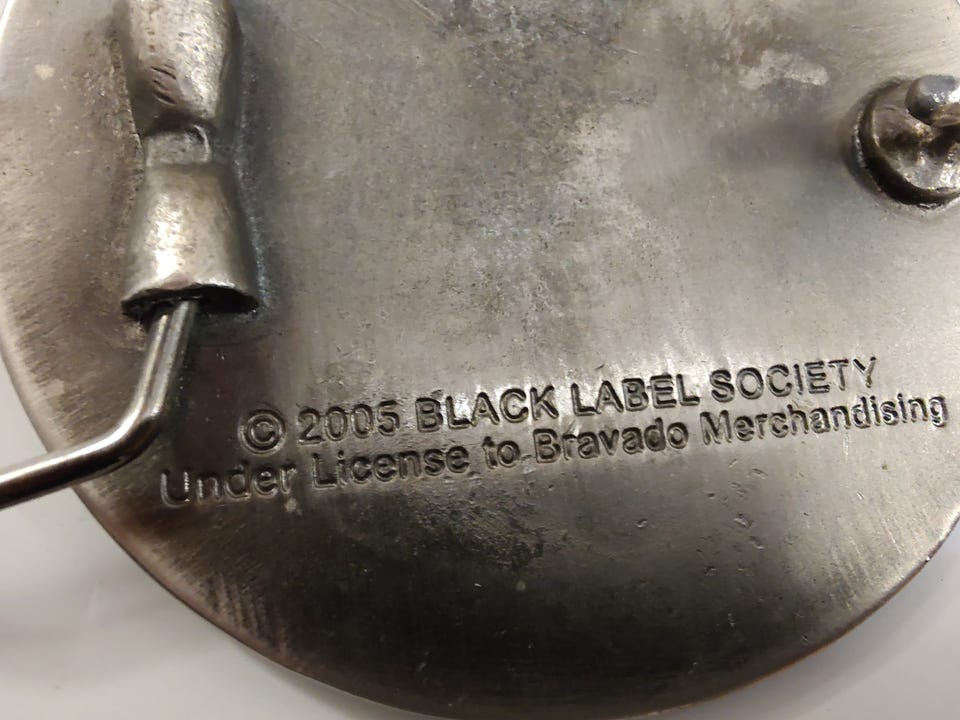 © 2005 BLACK LABEL SOCIETY
Under License to Bravado Merchandising